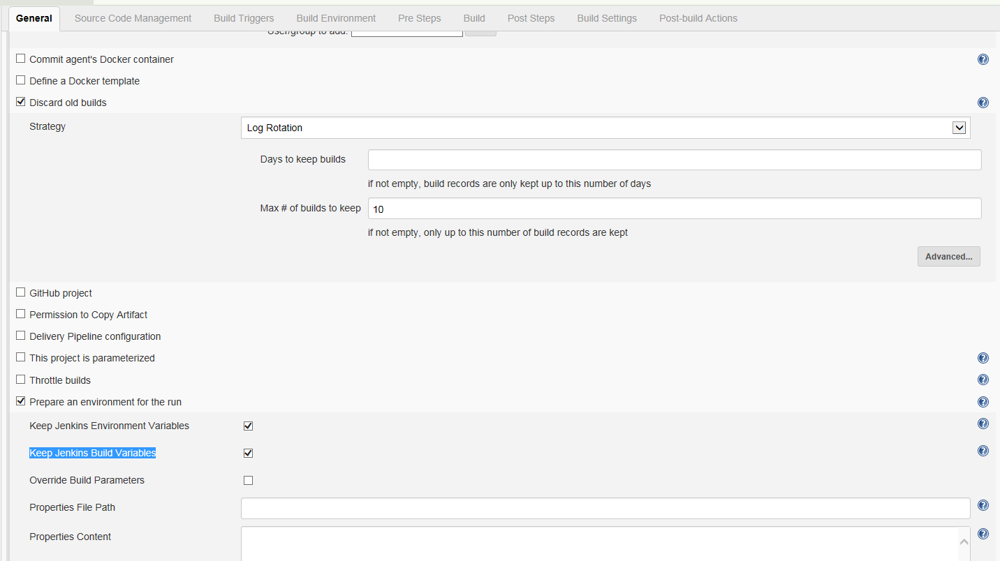 General Source Code Management Build Triggers Build Environment Pre Steps Build Post Steps Build Settings Post-build Actions
User/group to add:
Commit agent's Docker container ?
Define a Docker template
Discard old builds ?
Strategy Log Rotation
Days to keep builds
if not empty, build records are only kept up to this number of days
Max # of builds to keep 10
if not empty, only up to this number of build records are kept
Advanced...
GitHub project
Permission to Copy Artifact
Delivery Pipeline configuration
This project is parameterized ?
Throttle builds ?
Prepare an environment for the run ?
Keep Jenkins Environment Variables ?
Keep Jenkins Build Variables ?
Override Build Parameters
Properties File Path ?
Properties Content ?